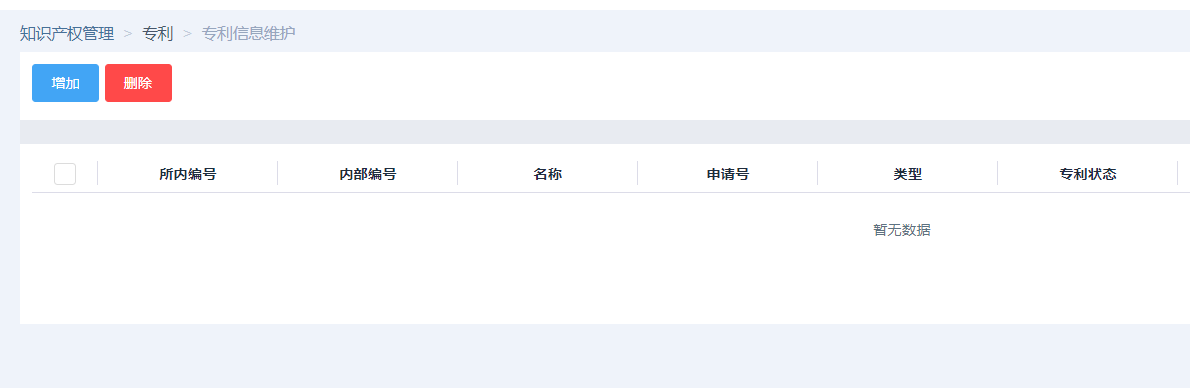 知识产权管理 > 专利 > 专利信息维护
增加 删除
所内编号 内部编号 名称 申请号 类型 专利状态
暂无数据